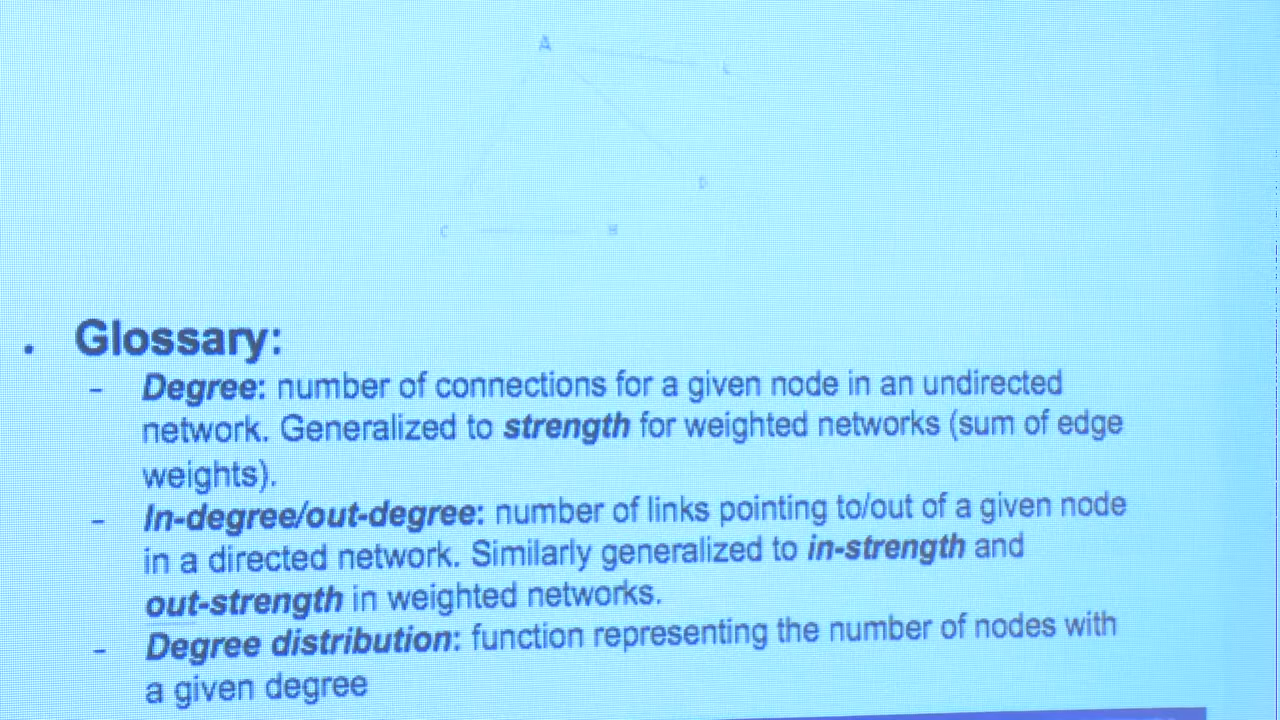 A
D
C
B
. Glossary:
- Degree: number of connections for a given node in an undirected
network. Generalized to strength for weighted networks (sum of edge
weights).
- In-degree/out-degree: number of links pointing to/out of a given node
in a directed network. Similarly generalized to in-strength and
out-strength in weighted networks.
- Degree distribution: function representing the number of nodes with
a given degree